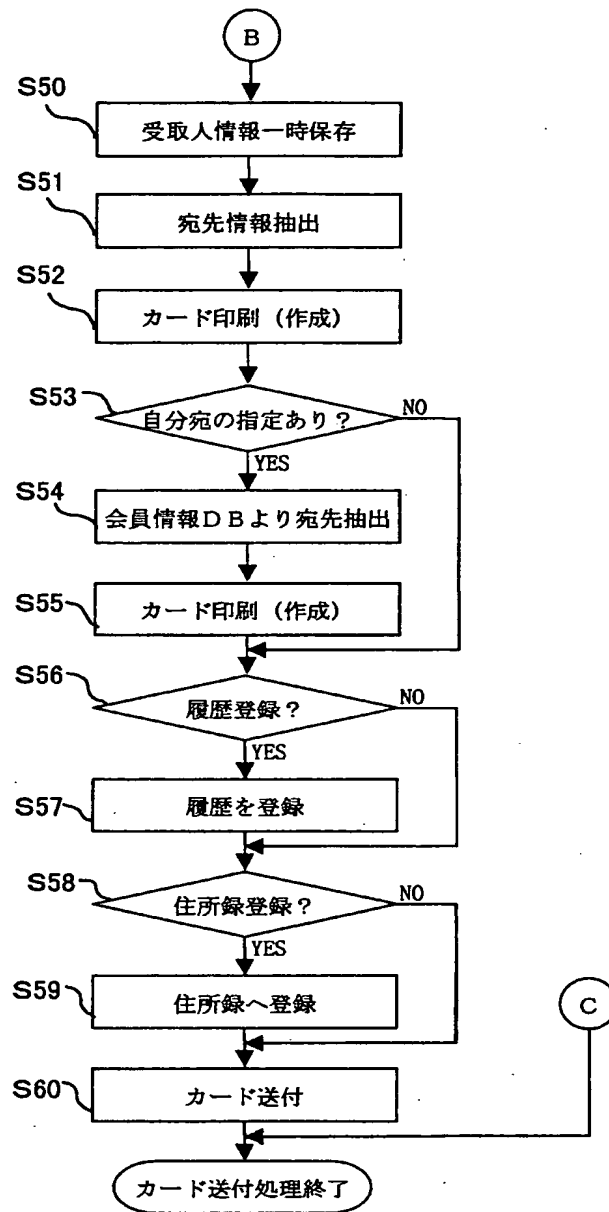 B
S50
受取人情報一時保存
S51
宛先情報抽出
S52
カード印刷（作成）
S53
自分宛の指定あり？
NO
YES
S54
会員情報ＤＢより宛先抽出
S55
カード印刷（作成）
S56
履歴登録？
NO
YES
S57
履歴を登録
S58
住所録登録？
NO
YES
S59
住所録へ登録
C
S60
カード送付
カード送付処理終了